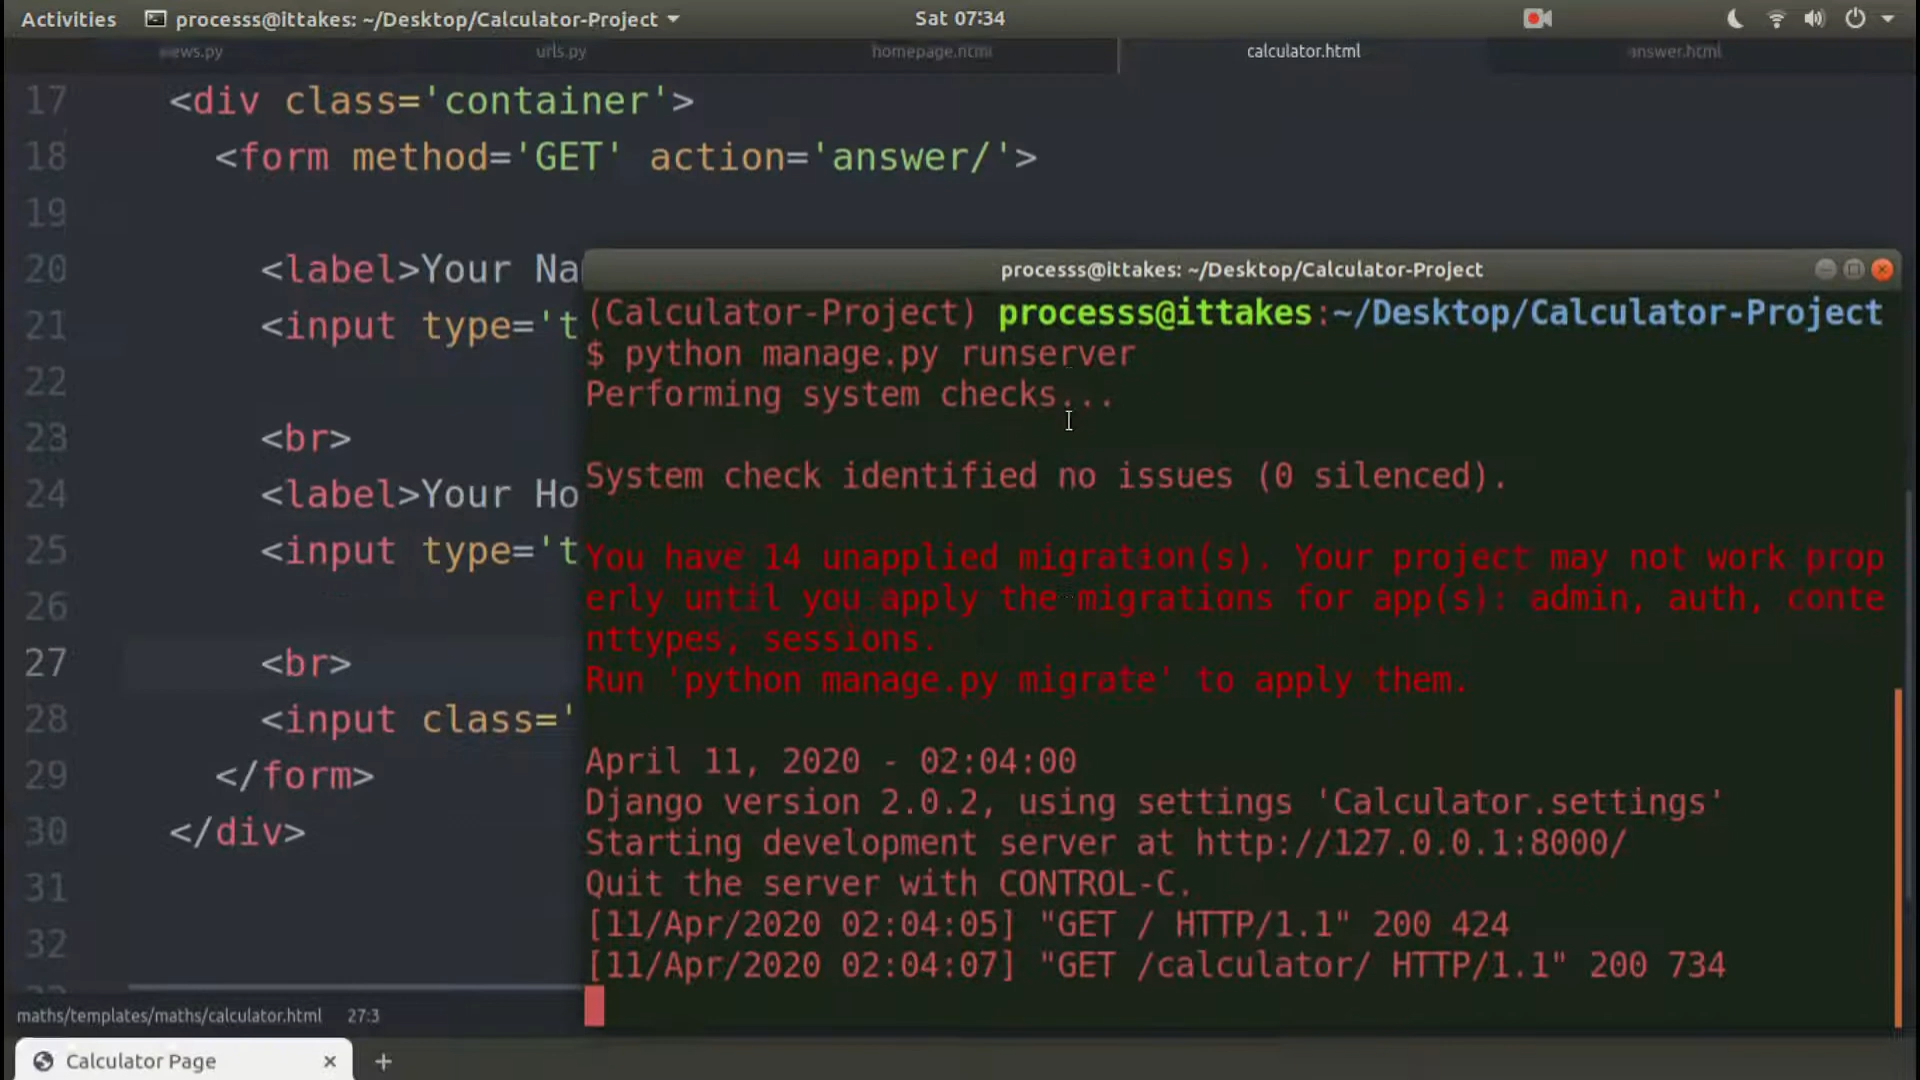 Activities processs@ittakes: ~/Desktop/Calculator-Project Sat 07:34
views.py urls.py homepage.html calculator.html answer.html
17 <div class='container'>
18 <form method='GET' action='answer/'>
19
20 <label>Your Na
21 <input type='t
22
23 <br>
24 <label>Your Ho
25 <input type='t
26
27 <br>
28 <input class='
29 </form>
30 </div>
31
32
processs@ittakes: ~/Desktop/Calculator-Project
(Calculator-Project) processs@ittakes:~/Desktop/Calculator-Project
$ python manage.py runserver
Performing system checks...
System check identified no issues (0 silenced).
You have 14 unapplied migration(s). Your project may not work prop
erly until you apply the migrations for app(s): admin, auth, conte
nttypes, sessions.
Run 'python manage.py migrate' to apply them.
April 11, 2020 - 02:04:00
Django version 2.0.2, using settings 'Calculator.settings'
Starting development server at http://127.0.0.1:8000/
Quit the server with CONTROL-C.
[11/Apr/2020 02:04:05] "GET / HTTP/1.1" 200 424
[11/Apr/2020 02:04:07] "GET /calculator/ HTTP/1.1" 200 734
maths/templates/maths/calculator.html 27:3
Calculator Page